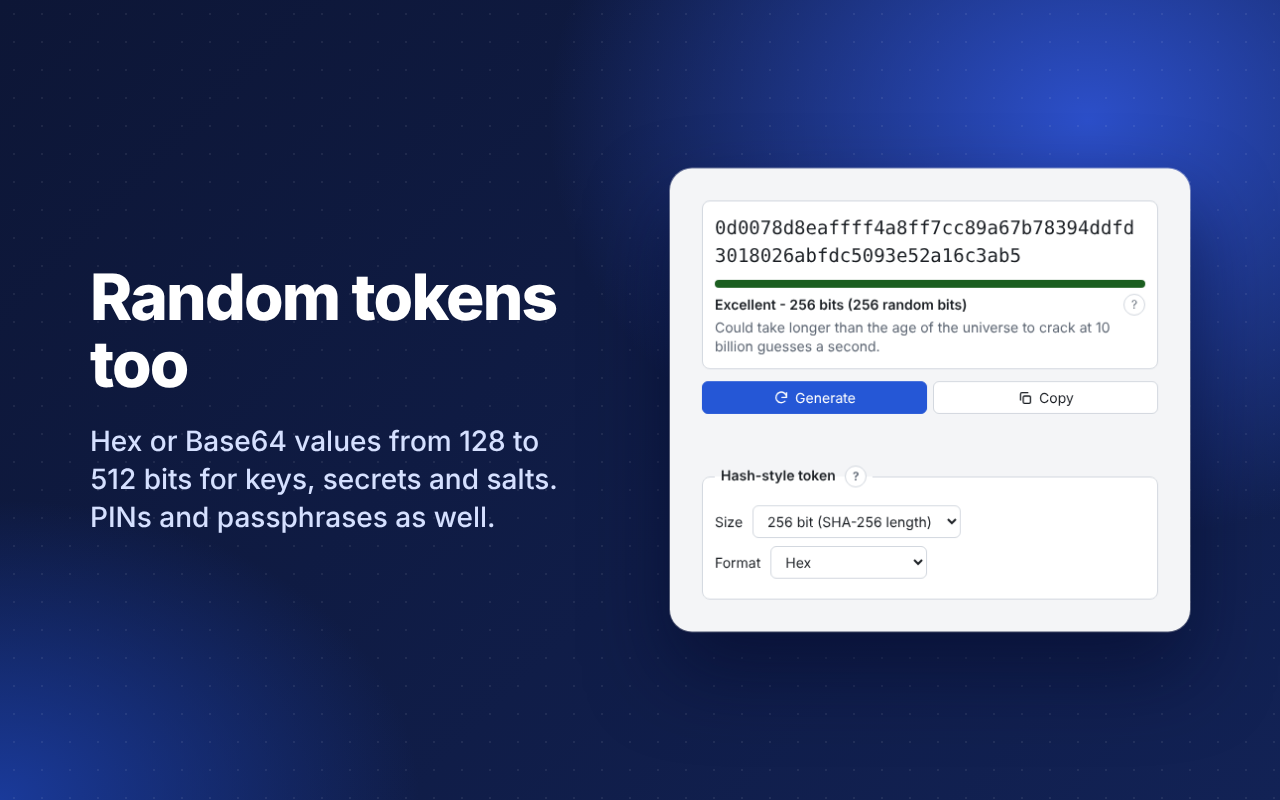 Random tokens
too
Hex or Base64 values from 128 to
512 bits for keys, secrets and salts.
PINs and passphrases as well.
0d0078d8eaffff4a8ff7cc89a67b78394ddfd
3018026abfdc5093e52a16c3ab5
Excellent - 256 bits (256 random bits)
?
Could take longer than the age of the universe to crack at 10
billion guesses a second.
Generate
Copy
Hash-style token
?
Size
256 bit (SHA-256 length)
Format
Hex